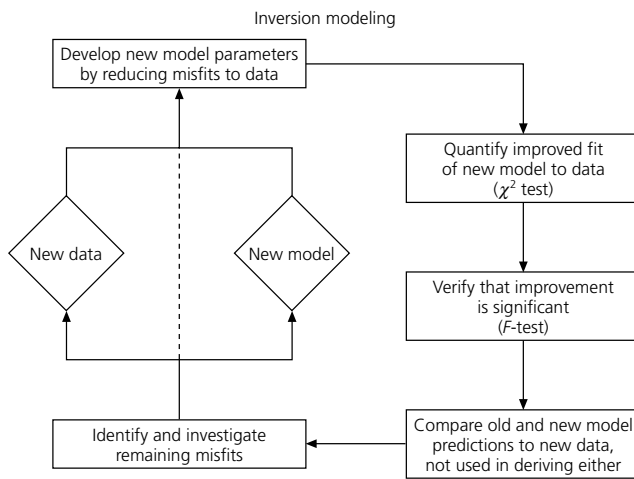 Inversion modeling
Develop new model parameters
by reducing misfits to data
Quantify improved fit
of new model to data
(χ² test)
New data
New model
Verify that improvement
is significant
(F-test)
Identify and investigate
remaining misfits
Compare old and new model
predictions to new data,
not used in deriving either